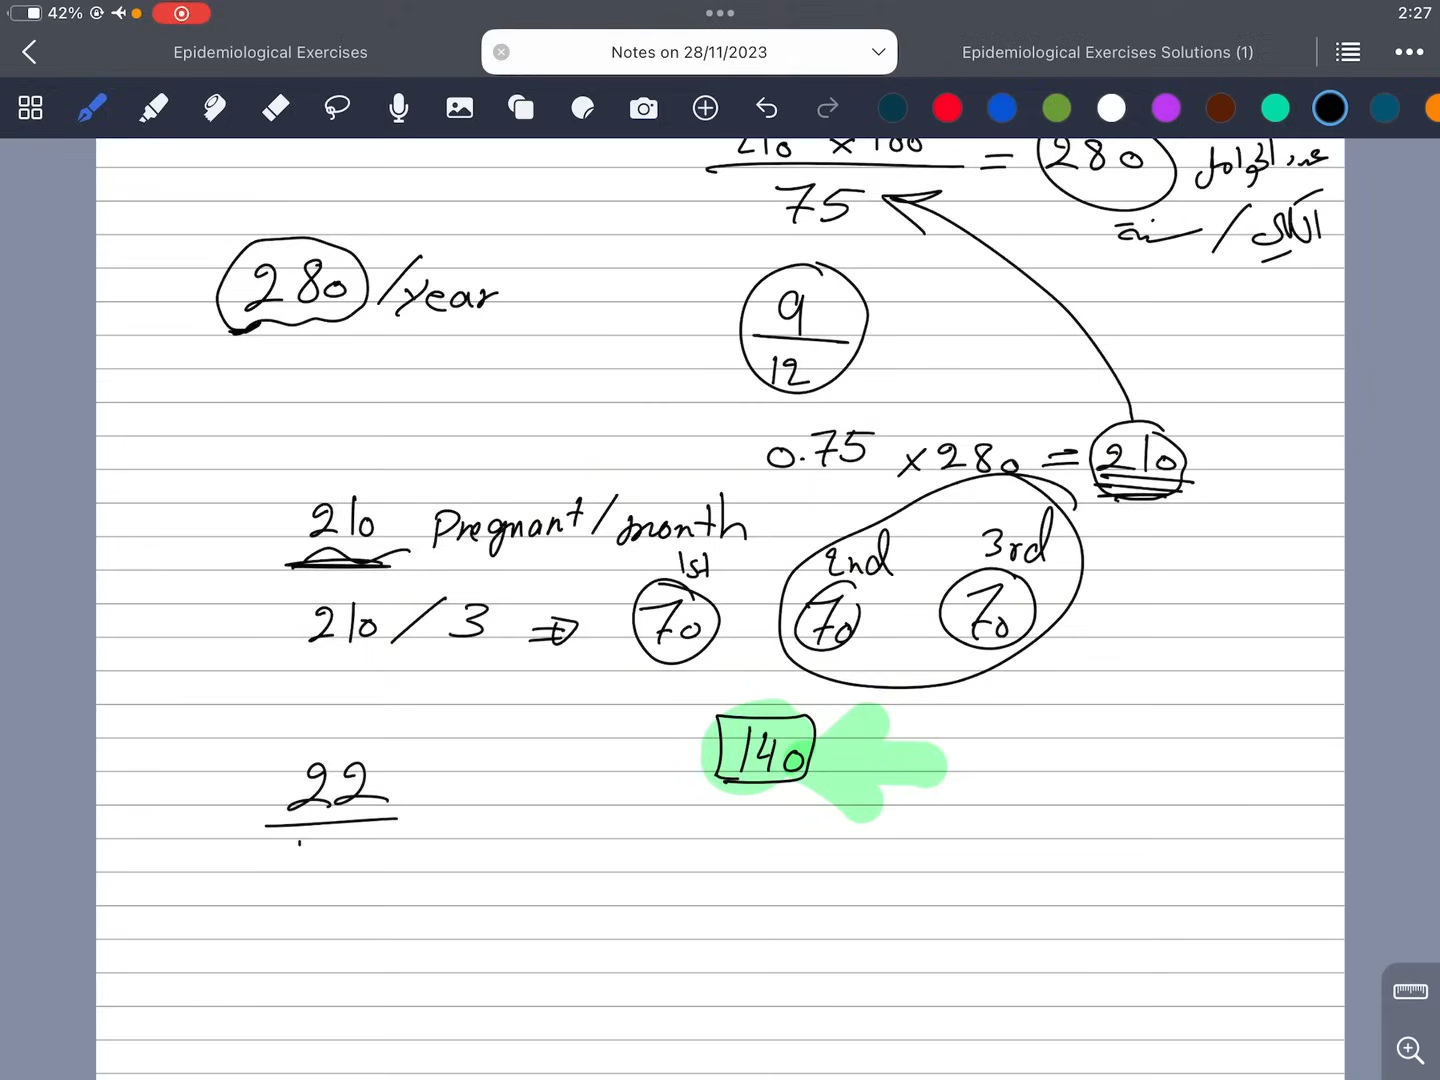 42% 2:27
Epidemiological Exercises Notes on 28/11/2023 Epidemiological Exercises Solutions (1)
210 × 100 = 280
75
الكلي / سنة
280 /year
9
12
0.75 × 280 = 210
210 Pregnant/month
1st 2nd 3rd
210 / 3 ⇒ 70 70 70
140
22